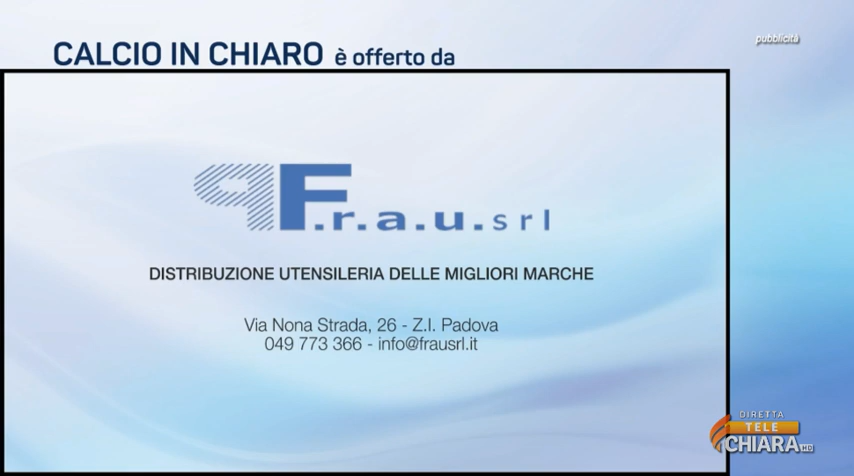 CALCIO IN CHIARO è offerto da
pubblicità
F.r.a.u.srl
DISTRIBUZIONE UTENSILERIA DELLE MIGLIORI MARCHE
Via Nona Strada, 26 - Z.I. Padova
049 773 366 - info@frausrl.it
DIRETTA
TELE
CHIARA HD